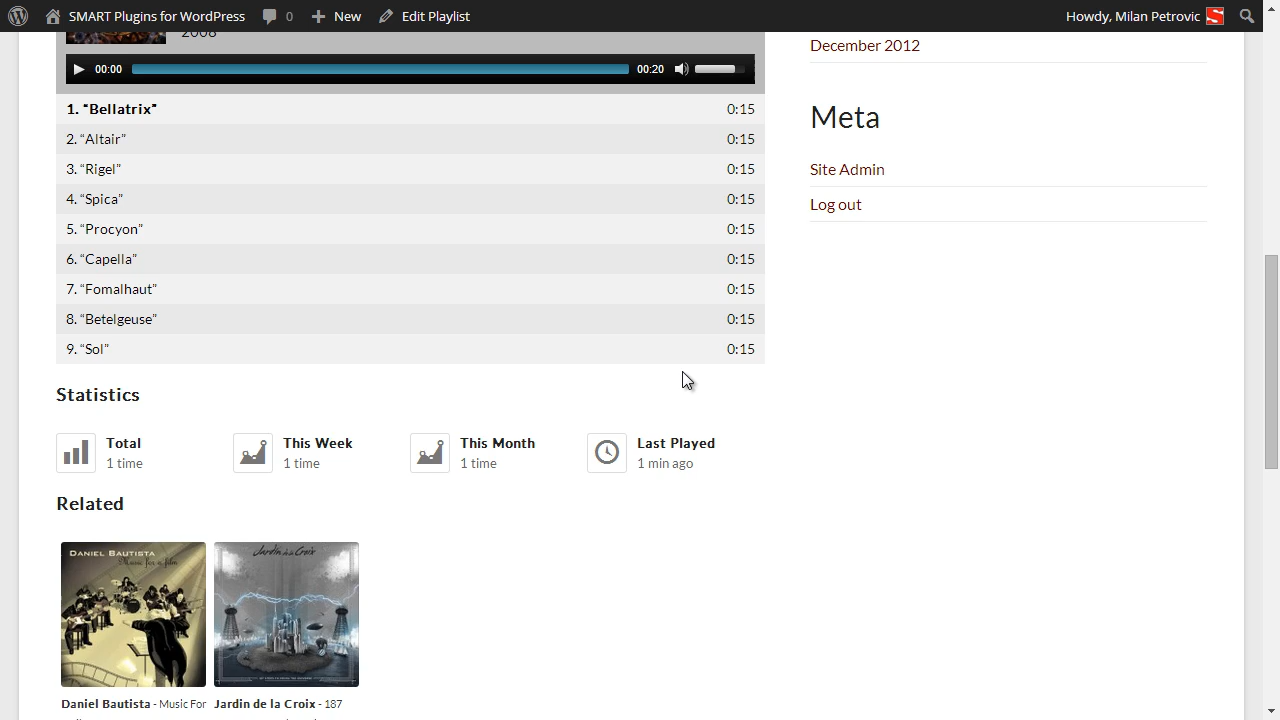 SMART Plugins for WordPress 0 New Edit Playlist Howdy, Milan Petrovic
December 2012
00:00 00:20
1. “Bellatrix” 0:15
2. “Altair” 0:15
3. “Rigel” 0:15
4. “Spica” 0:15
5. “Procyon” 0:15
6. “Capella” 0:15
7. “Fomalhaut” 0:15
8. “Betelgeuse” 0:15
9. “Sol” 0:15
Meta
Site Admin
Log out
Statistics
Total
1 time
This Week
1 time
This Month
1 time
Last Played
1 min ago
Related
DANIEL BAUTISTA
Music for a film
Jardín de la Croix
Daniel Bautista - Music For
Jardin de la Croix - 187